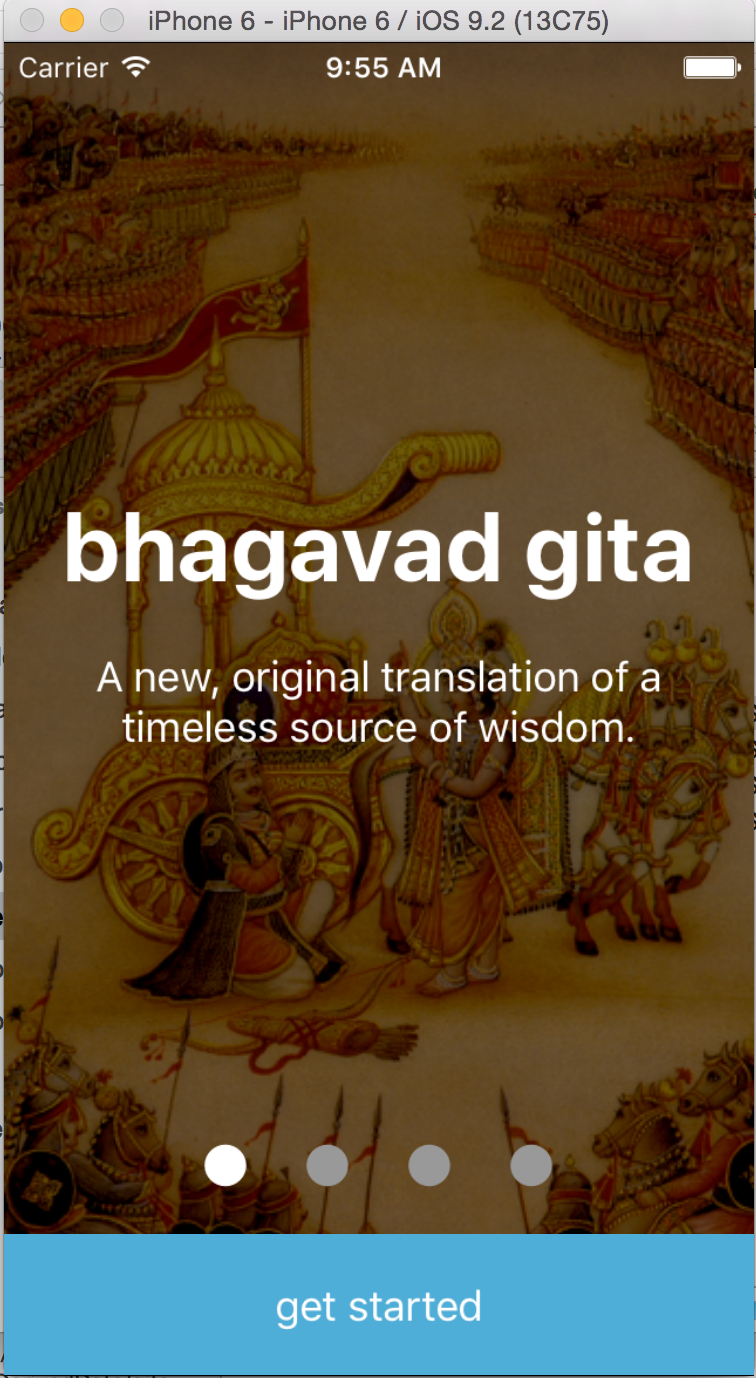 iPhone 6 - iPhone 6 / iOS 9.2 (13C75)
Carrier 9:55 AM
bhagavad gita
A new, original translation of a
timeless source of wisdom.
get started